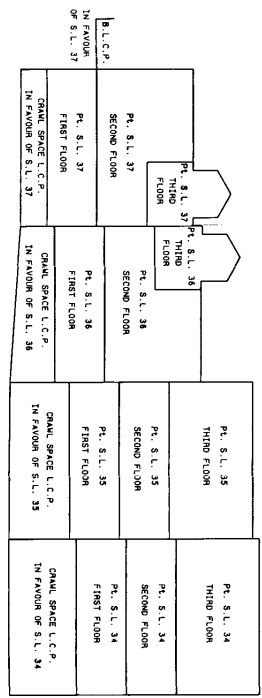 B.L.C.P.
IN FAVOUR
OF S.L. 37
Pt. S.L. 37
THIRD
FLOOR
Pt. S.L. 37
SECOND FLOOR
Pt. S.L. 37
FIRST FLOOR
CRAWL SPACE L.C.P.
IN FAVOUR OF S.L. 37
Pt. S.L. 36
THIRD
FLOOR
Pt. S.L. 36
SECOND FLOOR
Pt. S.L. 36
FIRST FLOOR
CRAWL SPACE L.C.P.
IN FAVOUR OF S.L. 36
Pt. S.L. 35
THIRD FLOOR
Pt. S.L. 35
SECOND FLOOR
Pt. S.L. 35
FIRST FLOOR
CRAWL SPACE L.C.P.
IN FAVOUR OF S.L. 35
Pt. S.L. 34
THIRD FLOOR
Pt. S.L. 34
SECOND FLOOR
Pt. S.L. 34
FIRST FLOOR
CRAWL SPACE L.C.P.
IN FAVOUR OF S.L. 34